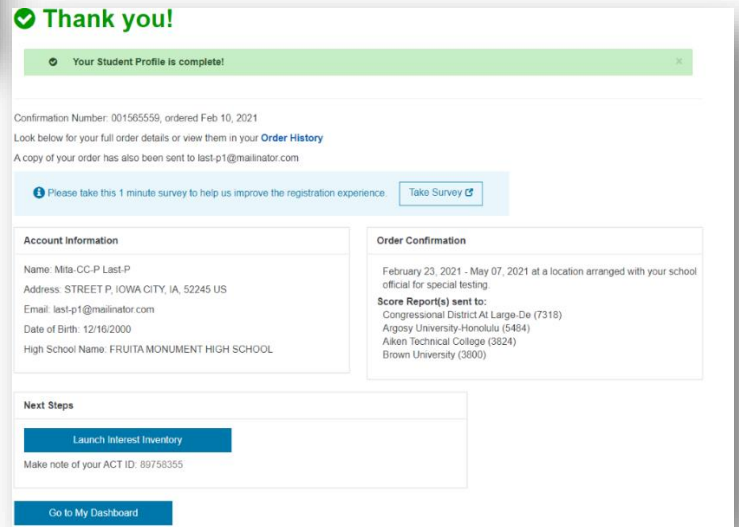 Thank you!
Your Student Profile is complete!
×
Confirmation Number: 001565559, ordered Feb 10, 2021
Look below for your full order details or view them in your Order History
A copy of your order has also been sent to last-p1@mailinator.com
Please take this 1 minute survey to help us improve the registration experience. Take Survey
Account Information
Name: Mita-CC-P Last-P
Address: STREET P, IOWA CITY, IA, 52245 US
Email: last-p1@mailinator.com
Date of Birth: 12/16/2000
High School Name: FRUITA MONUMENT HIGH SCHOOL
Order Confirmation
February 23, 2021 - May 07, 2021 at a location arranged with your school
official for special testing.
Score Report(s) sent to:
Congressional District At Large-De (7318)
Argosy University-Honolulu (5484)
Aiken Technical College (3824)
Brown University (3800)
Next Steps
Launch Interest Inventory
Make note of your ACT ID: 89758355
Go to My Dashboard